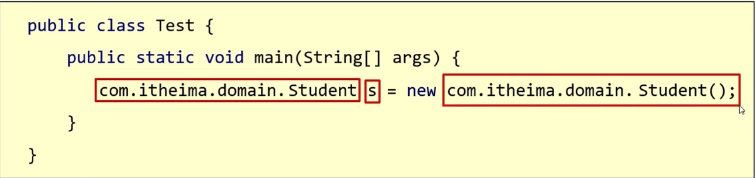 public class Test {
public static void main(String[] args) {
com.itheima.domain.Student s = new com.itheima.domain. Student();
}
}